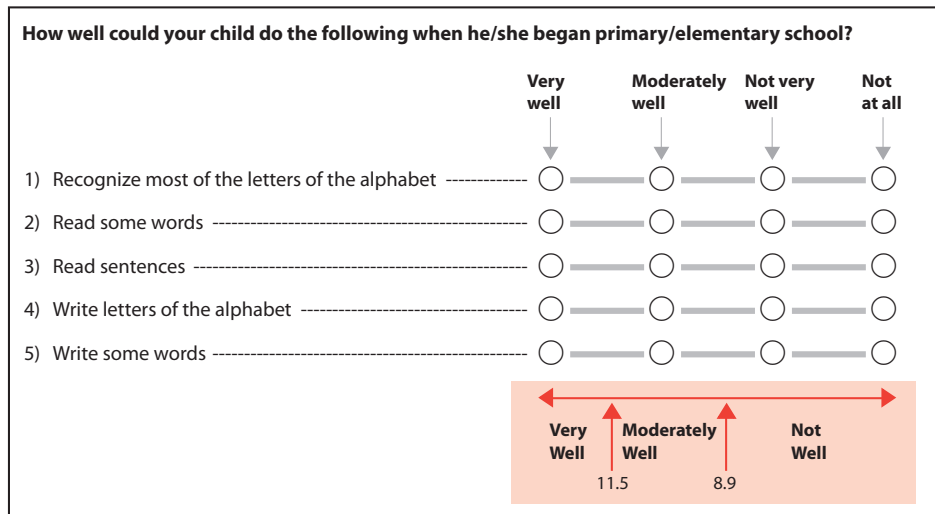 How well could your child do the following when he/she began primary/elementary school?
Very well
Moderately well
Not very well
Not at all
1) Recognize most of the letters of the alphabet
2) Read some words
3) Read sentences
4) Write letters of the alphabet
5) Write some words
Very Well
Moderately Well
Not Well
11.5
8.9